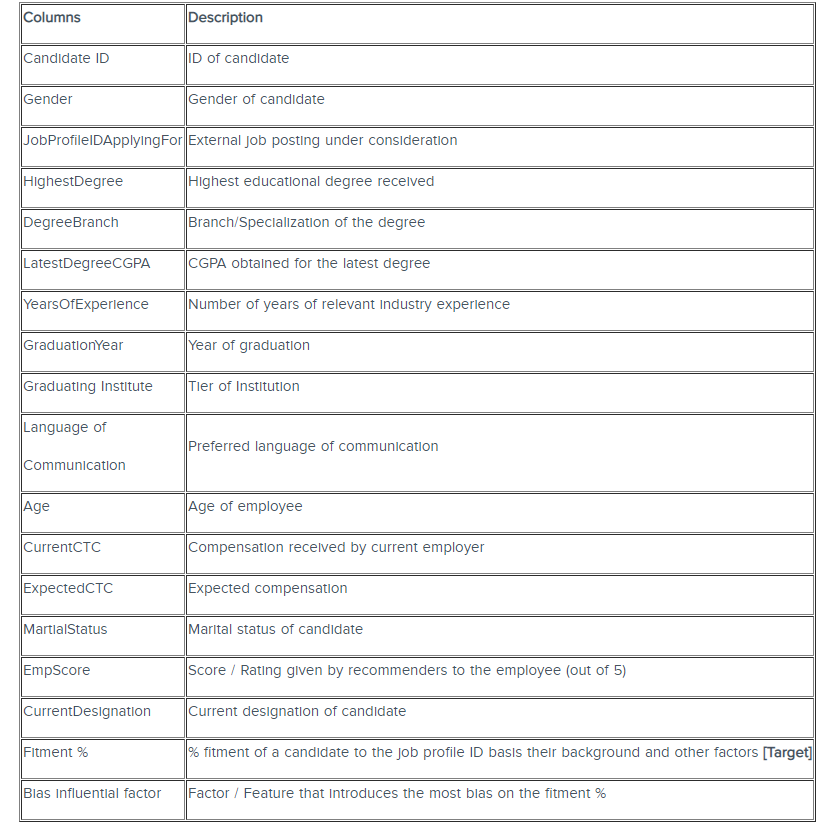 Columns Description
Candidate ID ID of candidate
Gender Gender of candidate
JobProfileIDApplyingFor External job posting under consideration
HighestDegree Highest educational degree received
DegreeBranch Branch/Specialization of the degree
LatestDegreeCGPA CGPA obtained for the latest degree
YearsOfExperience Number of years of relevant industry experience
GraduationYear Year of graduation
Graduating Institute Tier of Institution
Language of
Preferred language of communication
Communication
Age Age of employee
CurrentCTC Compensation received by current employer
ExpectedCTC Expected compensation
MartialStatus Marital status of candidate
EmpScore Score / Rating given by recommenders to the employee (out of 5)
CurrentDesignation Current designation of candidate
Fitment % % fitment of a candidate to the job profile ID basis their background and other factors [Target]
Bias influential factor Factor / Feature that introduces the most bias on the fitment %